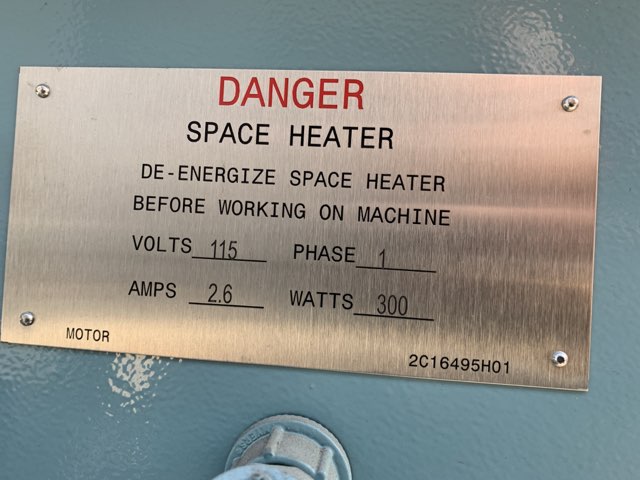 DANGER
SPACE HEATER
DE-ENERGIZE SPACE HEATER
BEFORE WORKING ON MACHINE
VOLTS 115 PHASE 1
AMPS 2.6 WATTS 300
MOTOR
2C16495H01